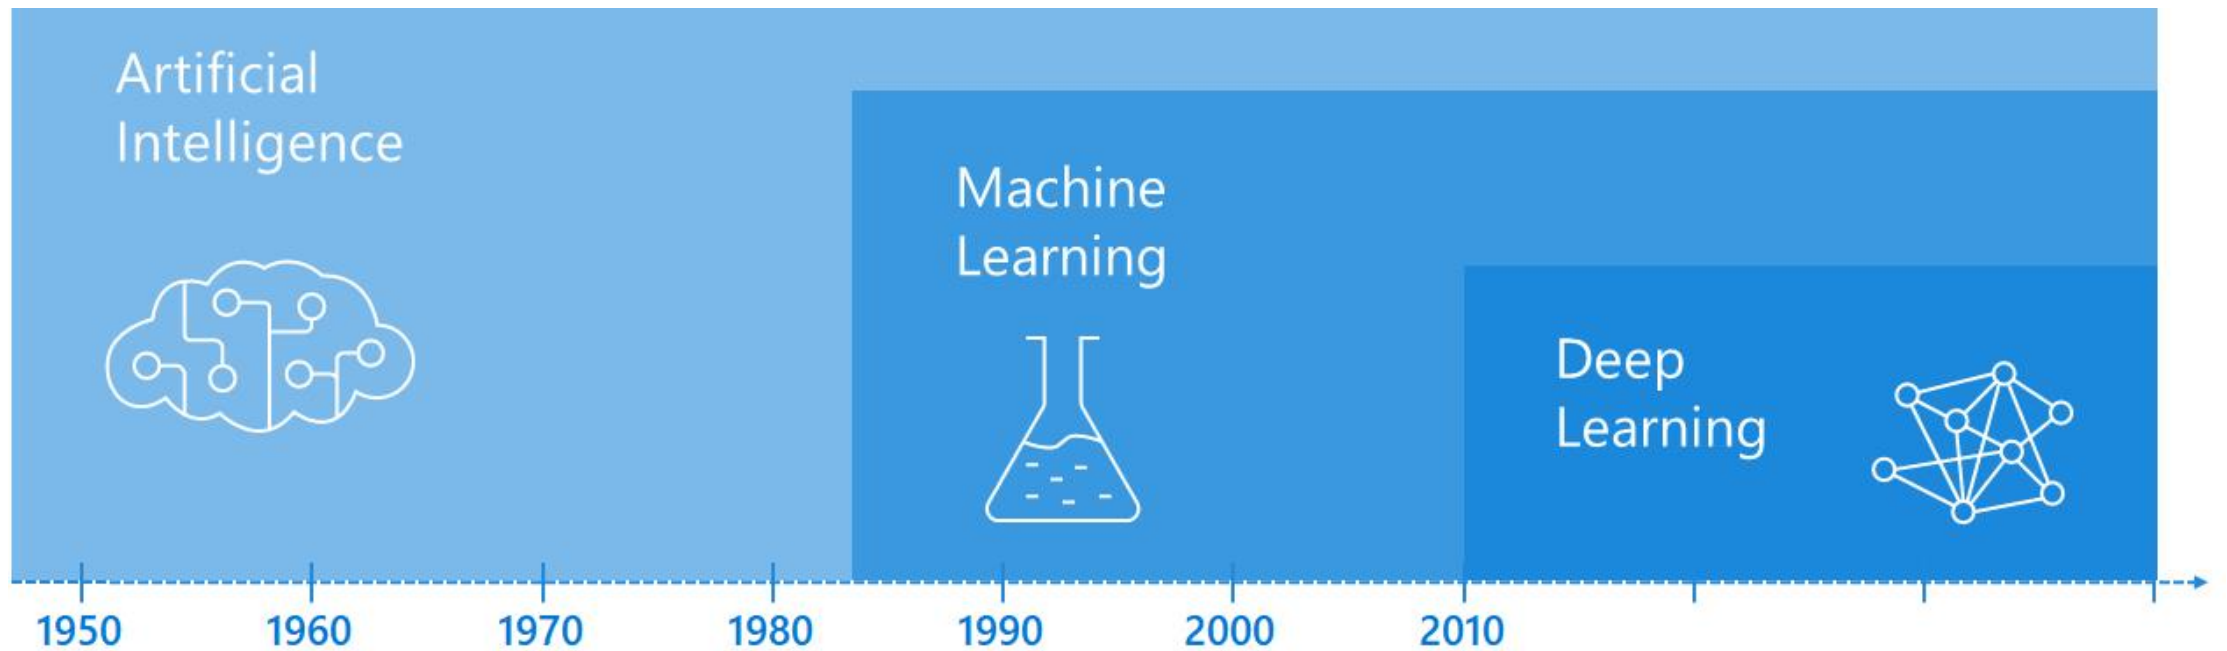 Artificial
Intelligence
Machine
Learning
Deep
Learning
1950 1960 1970 1980 1990 2000 2010